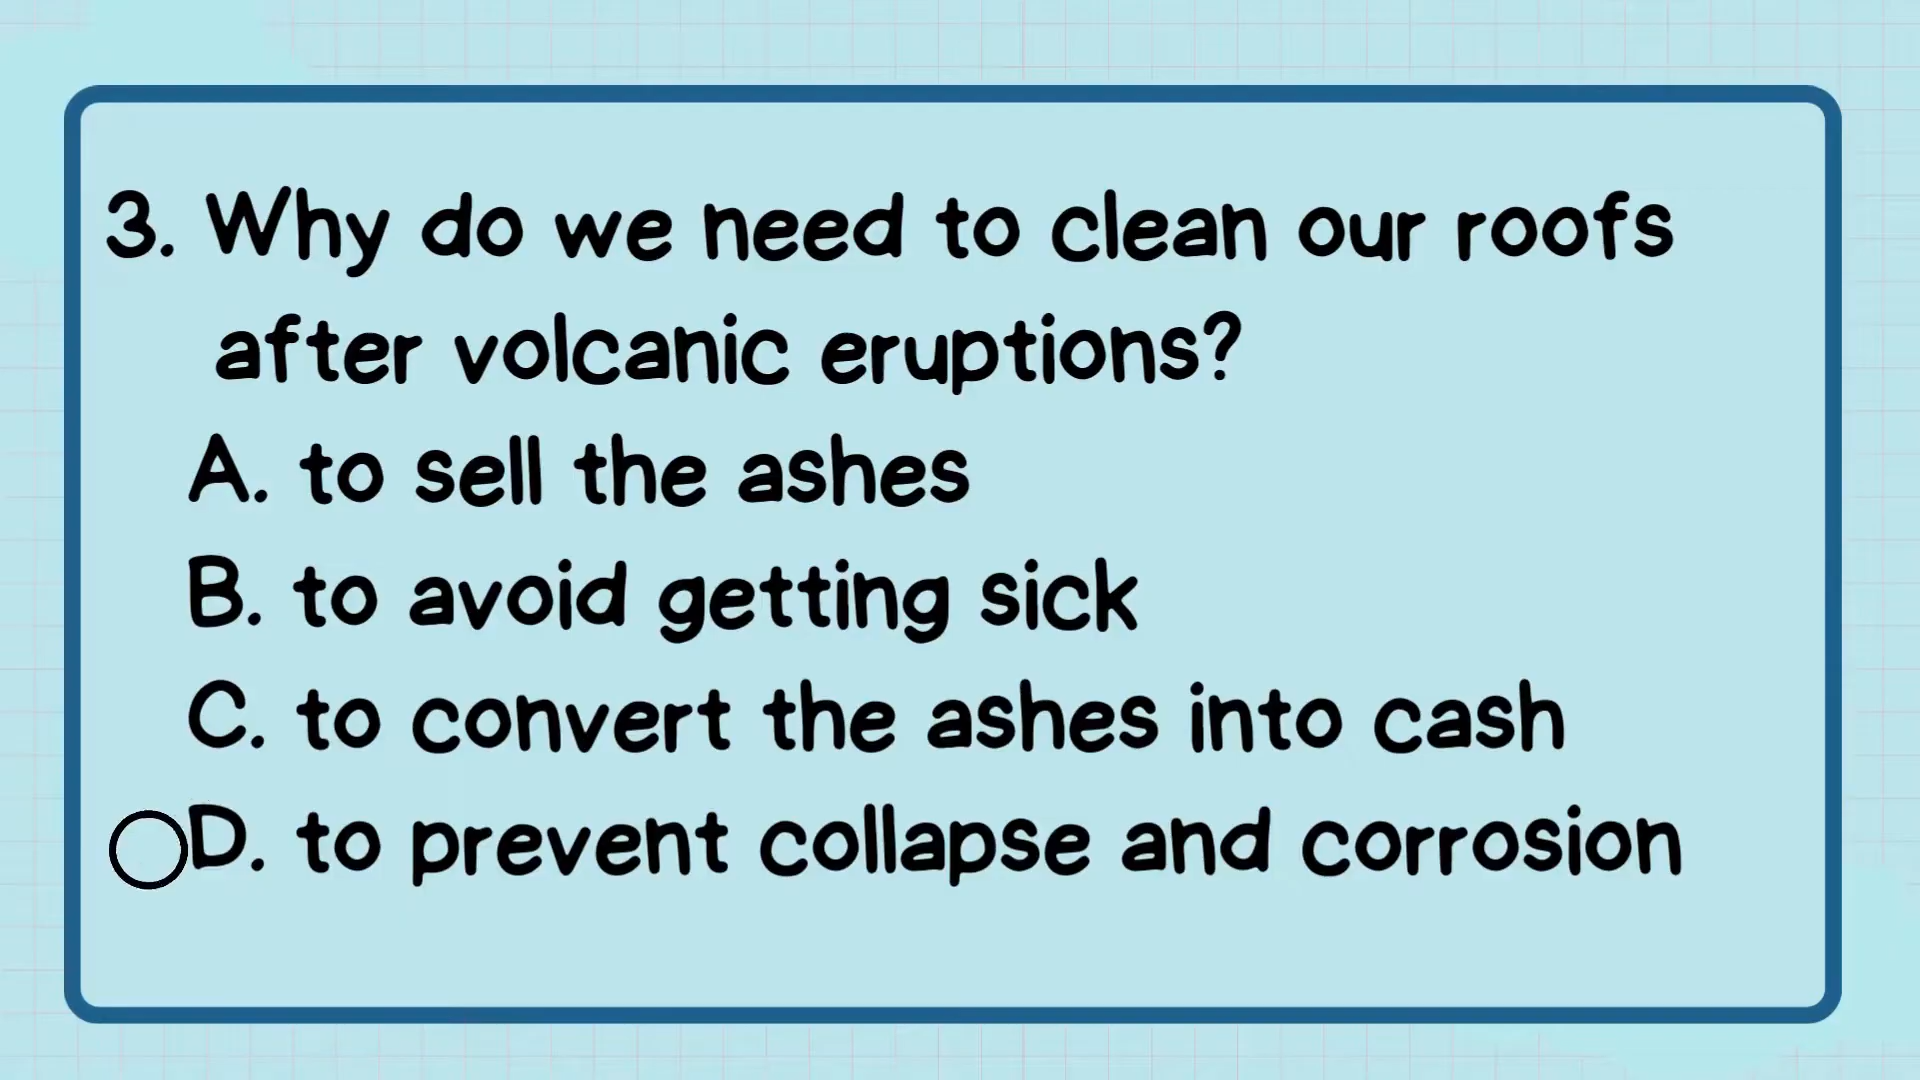 3. Why do we need to clean our roofs
after volcanic eruptions?
A. to sell the ashes
B. to avoid getting sick
C. to convert the ashes into cash
D. to prevent collapse and corrosion